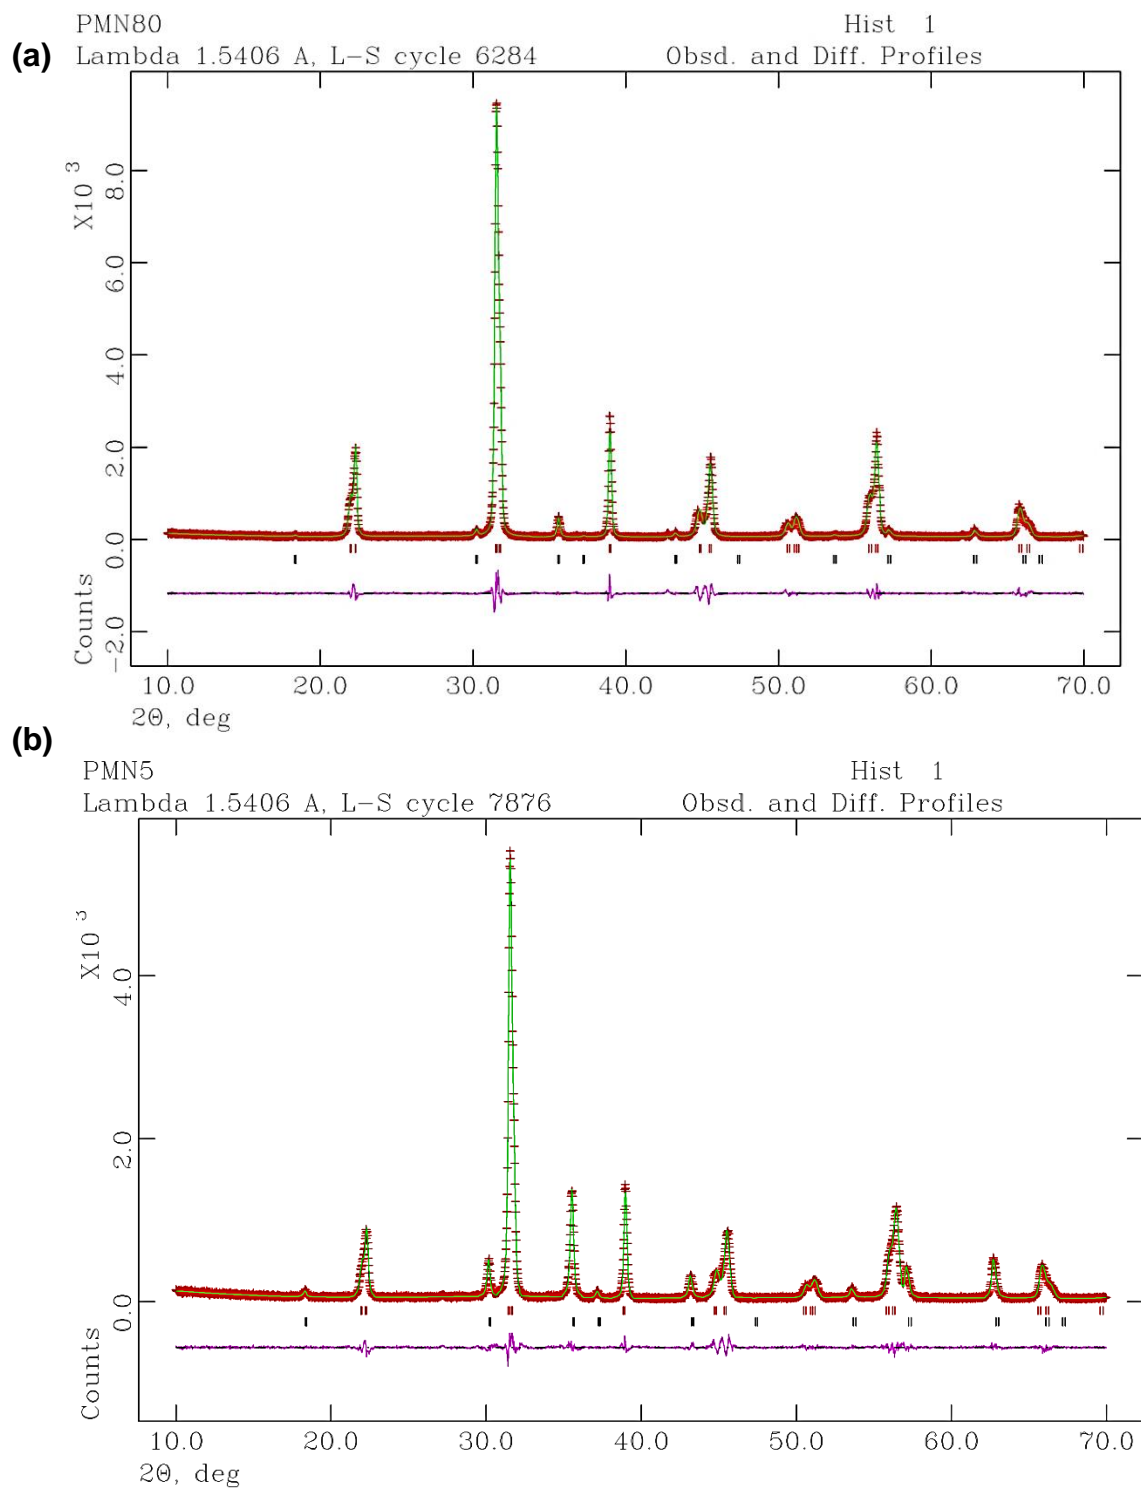 (a)
PMN80 Hist 1
Lambda 1.5406 A, L-S cycle 6284 Obsd. and Diff. Profiles
X10 3
8.0
6.0
4.0
2.0
0.0
-2.0
Counts
10.0 20.0 30.0 40.0 50.0 60.0 70.0
2Θ, deg
(b)
PMN5 Hist 1
Lambda 1.5406 A, L-S cycle 7876 Obsd. and Diff. Profiles
X10 3
4.0
2.0
0.0
Counts
10.0 20.0 30.0 40.0 50.0 60.0 70.0
2Θ, deg